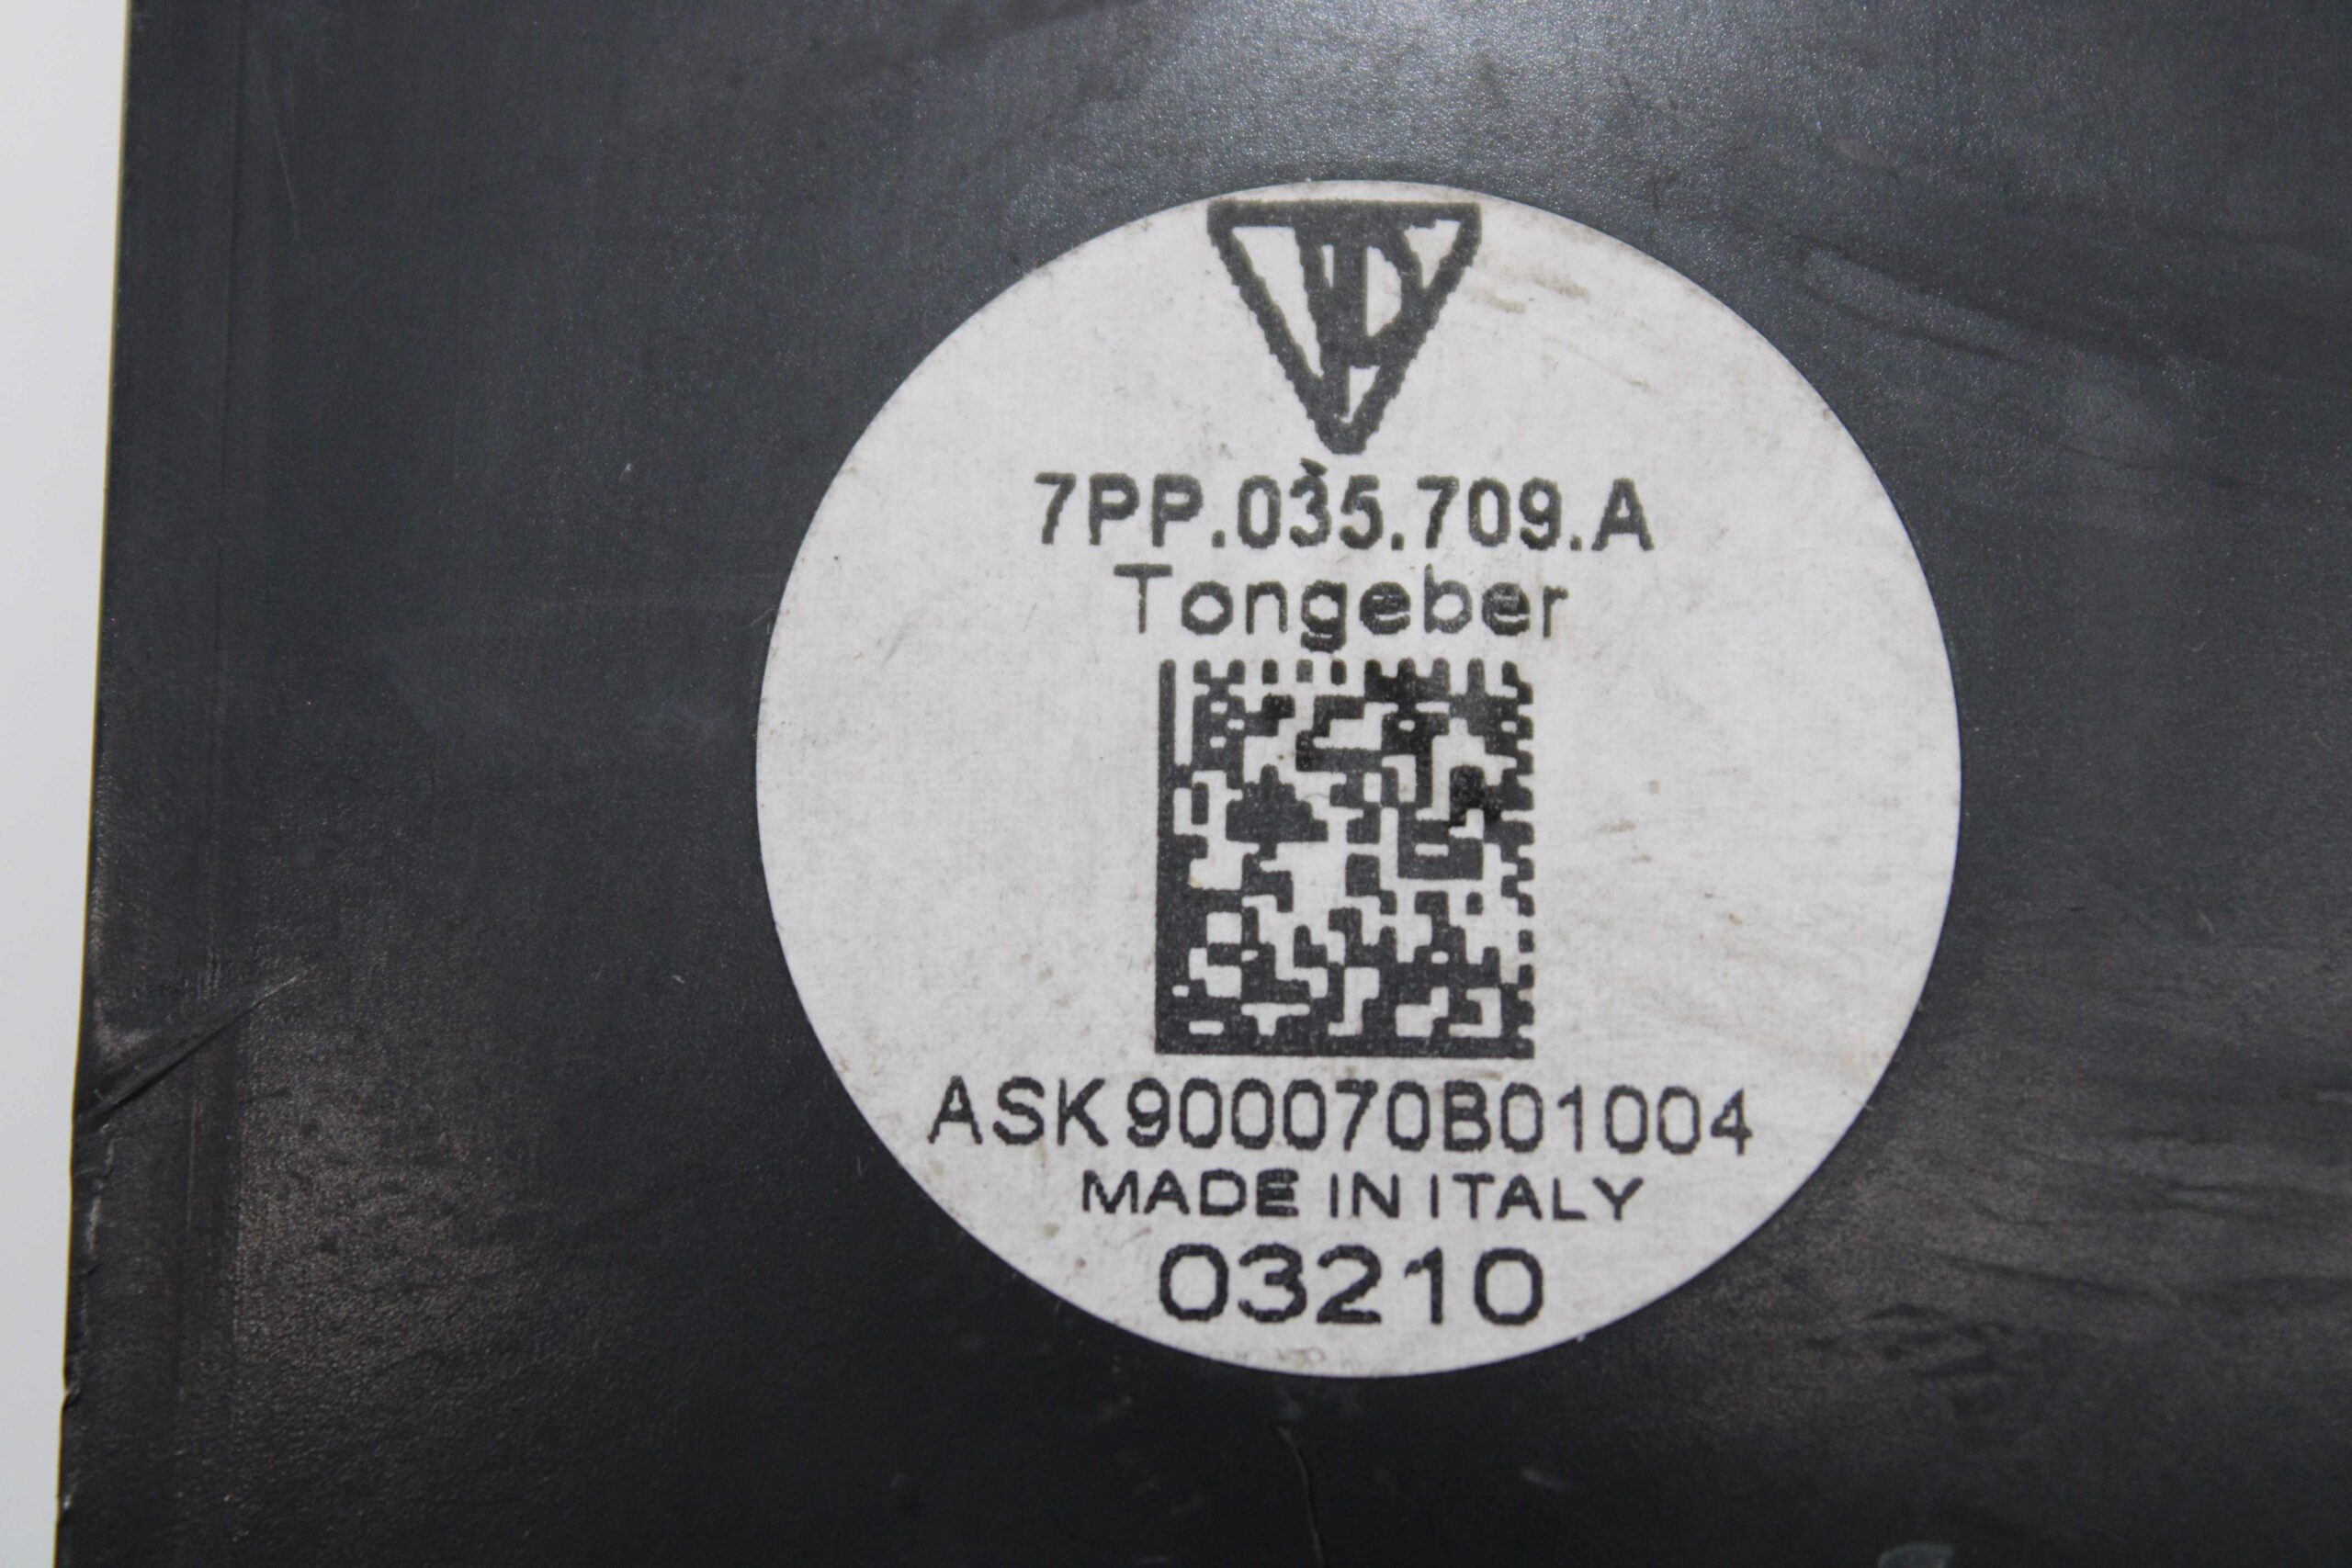 7PP.035.709.A
Tongeber
ASK900070B01004
MADE IN ITALY
03210